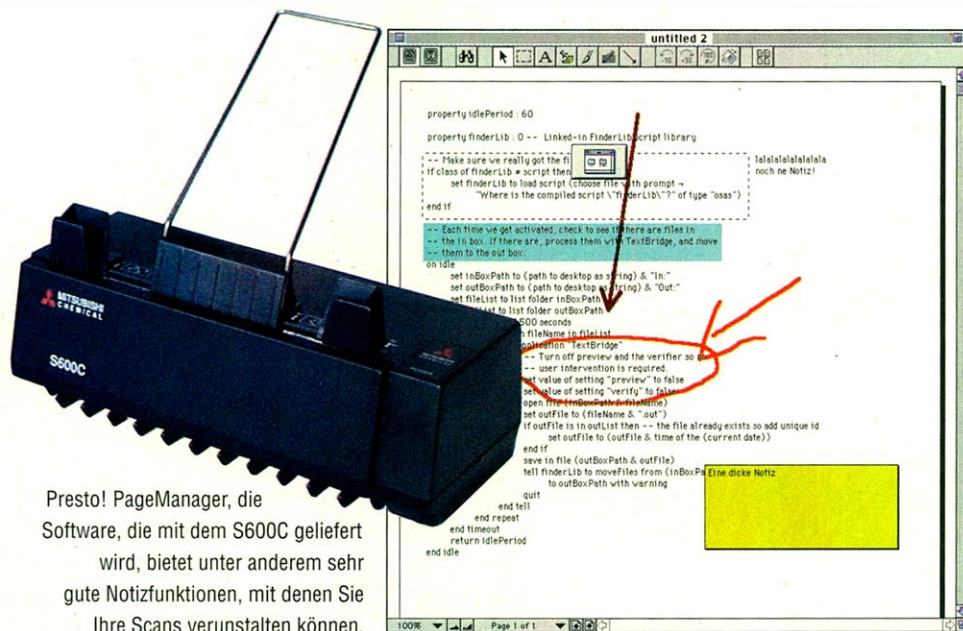 MITSUBISHI
CHEMICAL
S600C
Presto! PageManager, die
Software, die mit dem S600C geliefert
wird, bietet unter anderem sehr
gute Notizfunktionen, mit denen Sie
Ihre Scans verunstalten können.
untitled 2
property idlePeriod : 60
property finderLib : 0 -- Linked-in FinderLib script library
-- Make sure we really got the fi
lalalalalalalalala
if class of finderLib ≠ script then
noch ne Notiz!
set finderLib to load script (choose file with prompt ¬
"Where is the compiled script \"finderLib\"?" of type "osas")
end if
-- Each time we get activated, check to see if there are files in
-- the in box. If there are, process them with TextBridge, and move
-- them to the out box.
on idle
set inBoxPath to (path to desktop as string) & "In:"
set outBoxPath to (path to desktop as string) & "Out:"
set fileList to list folder inBoxPath
to list folder outBoxPath
500 seconds
fileName in fileList
"TextBridge"
-- Turn off preview and the verifier so no
-- user intervention is required.
set value of setting "preview" to false
set value of setting "verify" to false
open file (inBoxPath & fileName)
set outFile to (fileName & ".out")
if outFile is in outList then -- the file already exists so add unique id
set outFile to (outFile & time of the (current date))
end if
save in file (outBoxPath & outFile)
tell finderLib to moveFiles from (inBoxPa
Eine dicke Notiz
to outBoxPath with warning
quit
end tell
end repeat
end timeout
return idlePeriod
end idle
100% Page 1 of 1